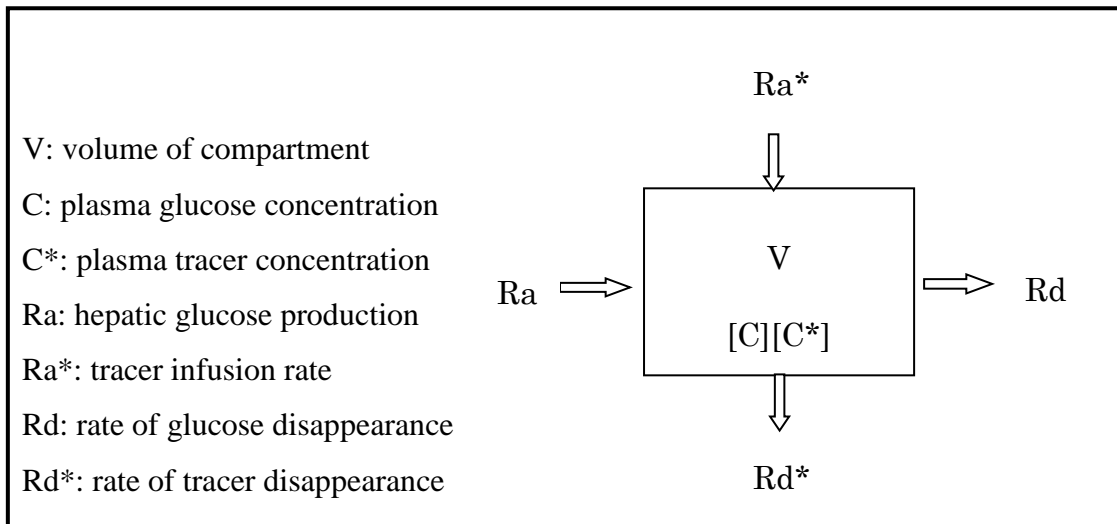 V: volume of compartment
C: plasma glucose concentration
C*: plasma tracer concentration
Ra: hepatic glucose production
Ra*: tracer infusion rate
Rd: rate of glucose disappearance
Rd*: rate of tracer disappearance
Ra*
Ra
V
[C][C*]
Rd
Rd*